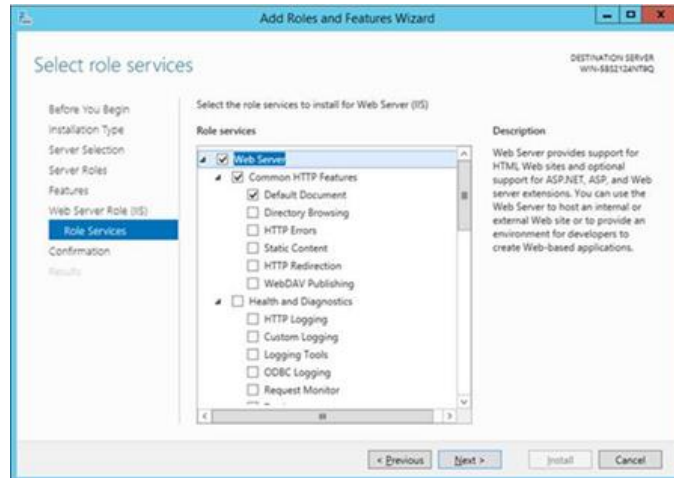 Add Roles and Features Wizard
Select role services
DESTINATION SERVER
Before You Begin
Installation Type
Server Selection
Server Roles
Features
Web Server Role (IIS)
Role Services
Confirmation
Results
Select the role services to install for Web Server (IIS)
Role services
Web Server
Common HTTP Features
Default Document
Directory Browsing
HTTP Errors
Static Content
HTTP Redirection
WebDAV Publishing
Health and Diagnostics
HTTP Logging
Custom Logging
Logging Tools
ODBC Logging
Request Monitor
Description
Web Server provides support for
HTML Web sites and optional
support for ASP.NET, ASP, and Web
server extensions. You can use the
Web Server to host an internal or
external Web site or to provide an
environment for developers to
create Web-based applications.
< Previous
Next >
Install
Cancel